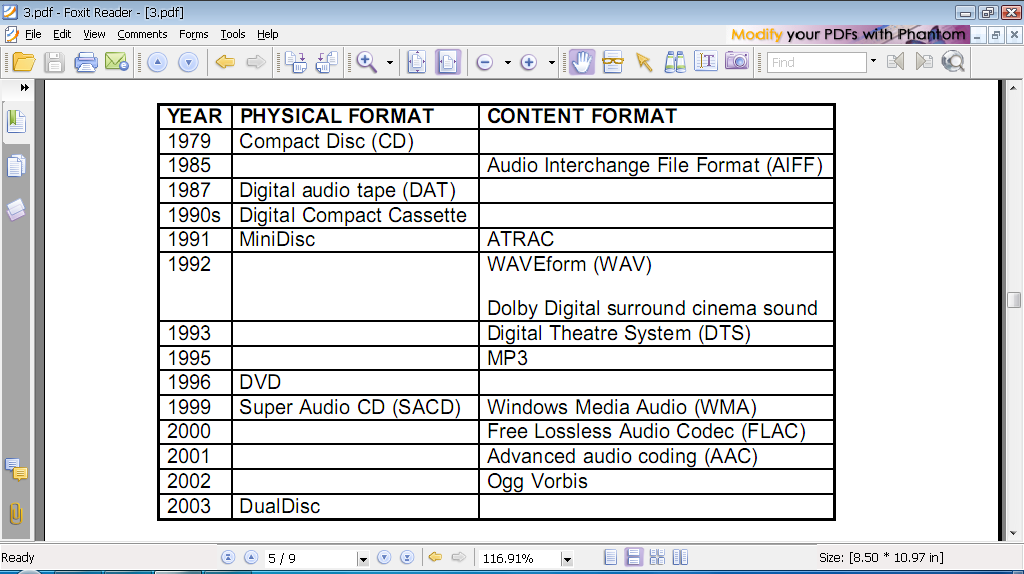 3.pdf - Foxit Reader - [3.pdf]
File Edit View Comments Forms Tools Help
Modify your PDFs with Phantom
Find
YEAR PHYSICAL FORMAT CONTENT FORMAT
1979 Compact Disc (CD)
1985 Audio Interchange File Format (AIFF)
1987 Digital audio tape (DAT)
1990s Digital Compact Cassette
1991 MiniDisc ATRAC
1992 WAVEform (WAV)
Dolby Digital surround cinema sound
1993 Digital Theatre System (DTS)
1995 MP3
1996 DVD
1999 Super Audio CD (SACD) Windows Media Audio (WMA)
2000 Free Lossless Audio Codec (FLAC)
2001 Advanced audio coding (AAC)
2002 Ogg Vorbis
2003 DualDisc
Ready 5 / 9 116.91% Size: [8.50 * 10.97 in]